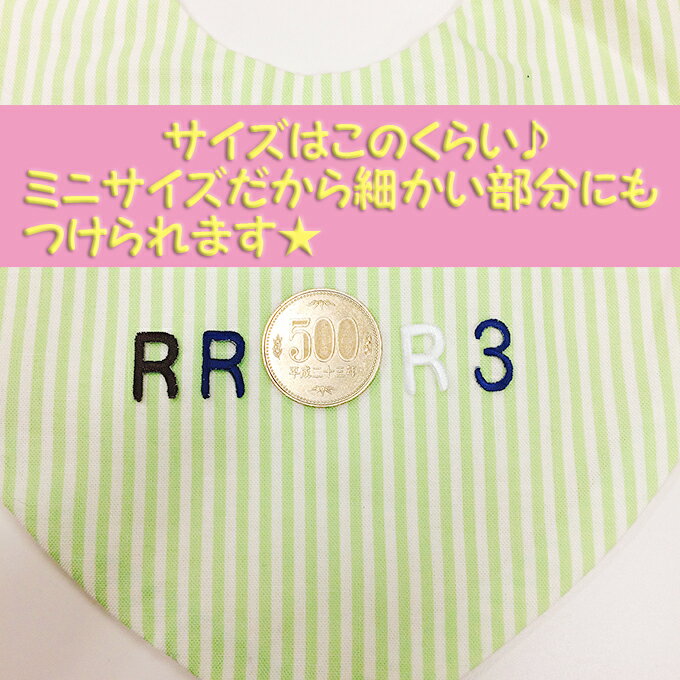 サイズはこのくらい♪
ミニサイズだから細かい部分にも
つけられます★
RR R3
500
平成二十三年